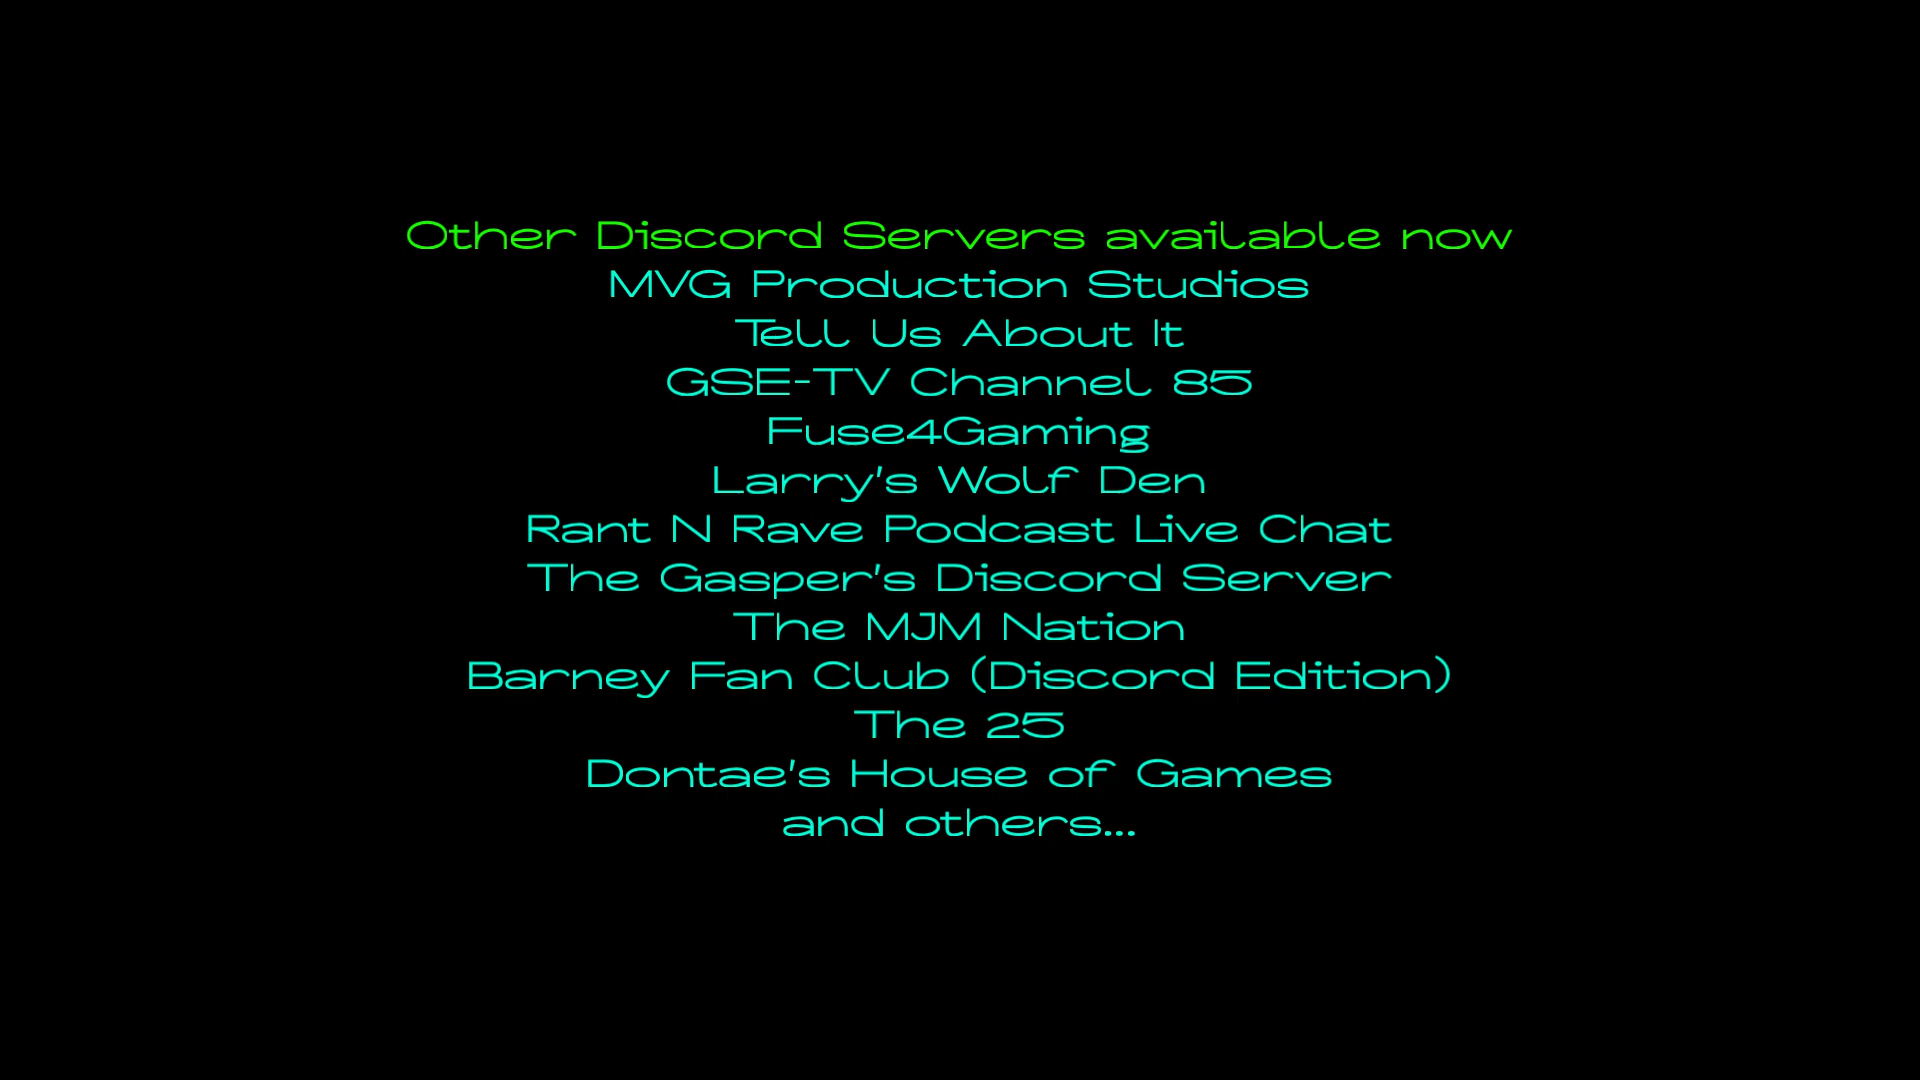 Other Discord Servers available now
MVG Production Studios
Tell Us About It
GSE-TV Channel 85
Fuse4Gaming
Larry's Wolf Den
Rant N Rave Podcast Live Chat
The Gasper's Discord Server
The MJM Nation
Barney Fan Club (Discord Edition)
The 25
Dontae's House of Games
and others...